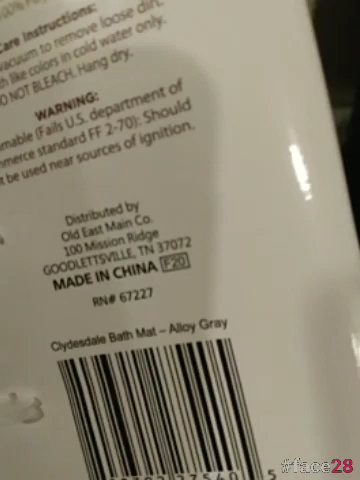 100% Poly
Care Instructions:
vacuum to remove loose dirt.
like colors in cold water only.
DO NOT BLEACH. Hang dry.
WARNING:
(Fails U.S. department of
standard FF 2-70): Should
be used near sources of ignition.
Distributed by
Old East Main Co.
100 Mission Ridge
GOODLETTSVILLE, TN 37072
MADE IN CHINA F20
RN# 67227
Clydesdale Bath Mat – Alloy Gray
5
#face28